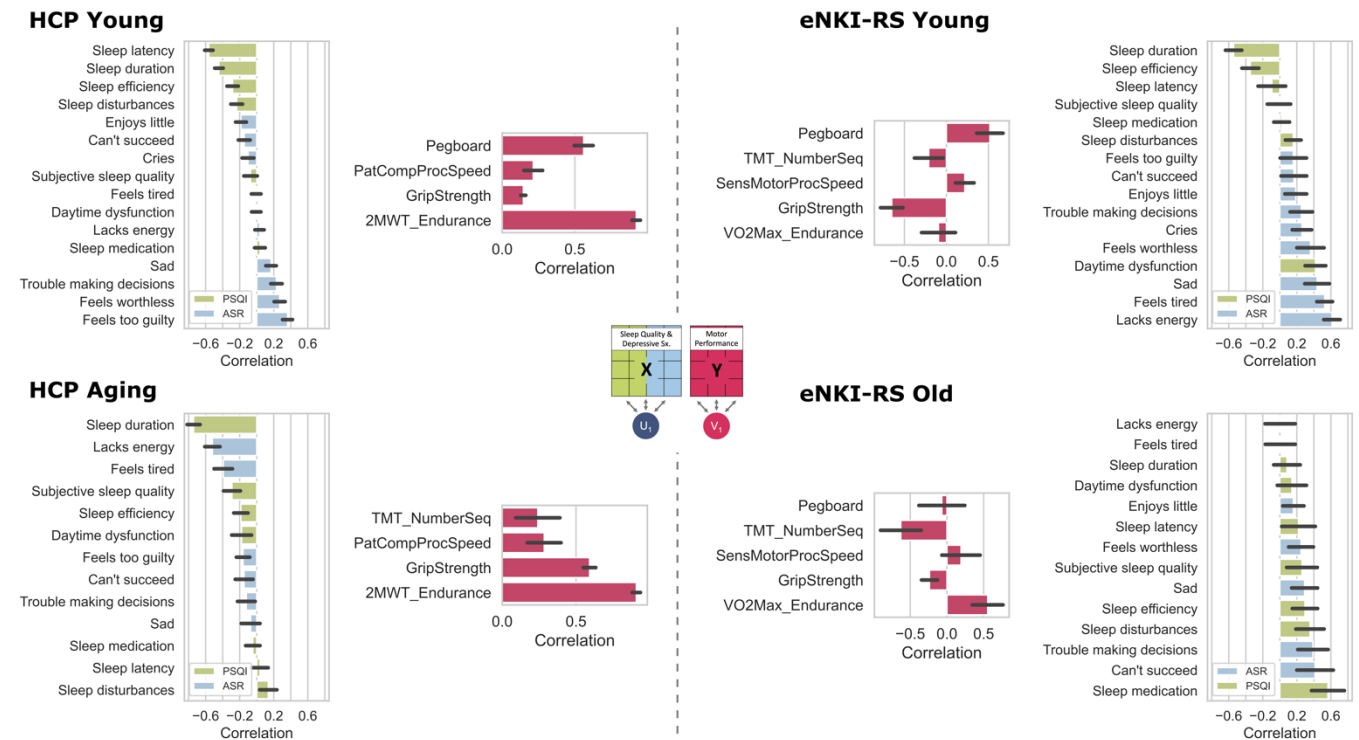 HCP Young
Sleep latency
Sleep duration
Sleep efficiency
Sleep disturbances
Enjoys little
Can't succeed
Cries
Subjective sleep quality
Feels tired
Daytime dysfunction
Lacks energy
Sleep medication
Sad
Trouble making decisions
Feels worthless
Feels too guilty
PSQI
ASR
−0.6 −0.2 0.2 0.6
Correlation
Pegboard
PatCompProcSpeed
GripStrength
2MWT_Endurance
0.0 0.5
Correlation
eNKI-RS Young
Pegboard
TMT_NumberSeq
SensMotorProcSpeed
GripStrength
VO2Max_Endurance
−0.5 0.0 0.5
Correlation
Sleep duration
Sleep efficiency
Sleep latency
Subjective sleep quality
Sleep medication
Sleep disturbances
Feels too guilty
Can't succeed
Enjoys little
Trouble making decisions
Cries
Feels worthless
Daytime dysfunction
Sad
Feels tired
Lacks energy
PSQI
ASR
−0.6 −0.2 0.2 0.6
Correlation
Sleep Quality &
Depressive Sx.
X
U1
Motor
Performance
Y
V1
HCP Aging
Sleep duration
Lacks energy
Feels tired
Subjective sleep quality
Sleep efficiency
Daytime dysfunction
Feels too guilty
Can't succeed
Trouble making decisions
Sad
Sleep medication
Sleep latency
Sleep disturbances
PSQI
ASR
−0.6 −0.2 0.2 0.6
Correlation
TMT_NumberSeq
PatCompProcSpeed
GripStrength
2MWT_Endurance
0.0 0.5
Correlation
eNKI-RS Old
Pegboard
TMT_NumberSeq
SensMotorProcSpeed
GripStrength
VO2Max_Endurance
−0.5 0.0 0.5
Correlation
Lacks energy
Feels tired
Sleep duration
Daytime dysfunction
Enjoys little
Sleep latency
Feels worthless
Subjective sleep quality
Sad
Sleep efficiency
Sleep disturbances
Trouble making decisions
Can't succeed
Sleep medication
ASR
PSQI
−0.6 −0.2 0.2 0.6
Correlation